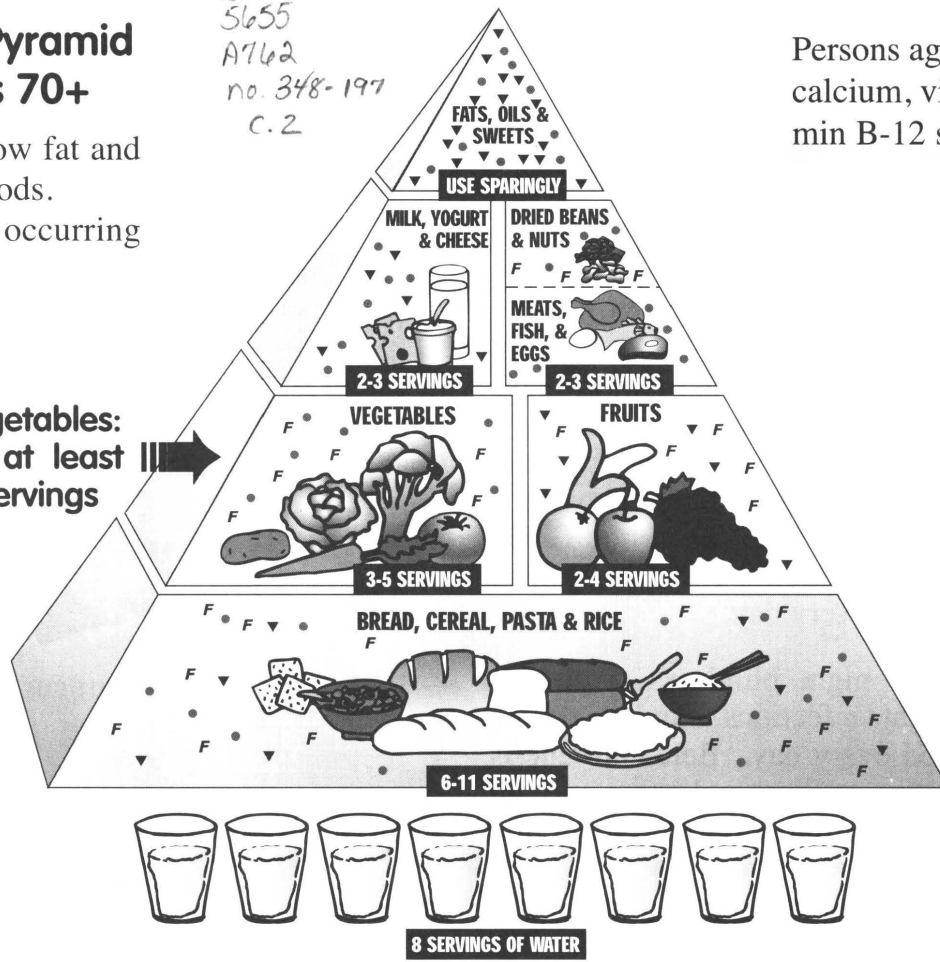 Pyramid
70+
ow fat and
ods.
occurring
5655
A762
no. 348-197
c. 2
Persons ag
calcium, vi
min B-12 s
FATS, OILS &
SWEETS
USE SPARINGLY
MILK, YOGURT
& CHEESE
2-3 SERVINGS
DRIED BEANS
& NUTS
F F F
MEATS,
FISH, &
EGGS
2-3 SERVINGS
getables:
at least
ervings
VEGETABLES
F F F F F F
3-5 SERVINGS
FRUITS
F F F F F
2-4 SERVINGS
BREAD, CEREAL, PASTA & RICE
F F F F F F F F F F F F F F F
6-11 SERVINGS
8 SERVINGS OF WATER